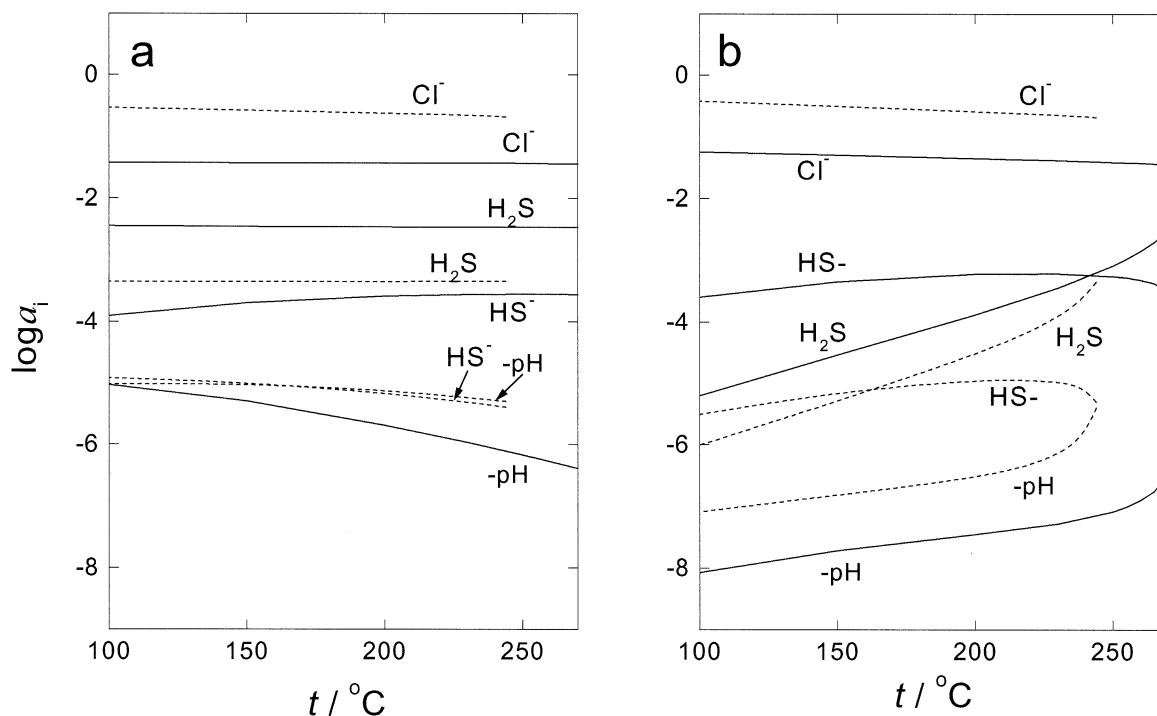 a
b
0
-2
-4
-6
-8
log a_i
Cl⁻
Cl⁻
H₂S
H₂S
HS⁻
HS⁻
-pH
-pH
100
150
200
250
t / °C
0
-2
-4
-6
-8
Cl⁻
Cl⁻
HS-
H₂S
H₂S
HS-
-pH
-pH
100
150
200
250
t / °C